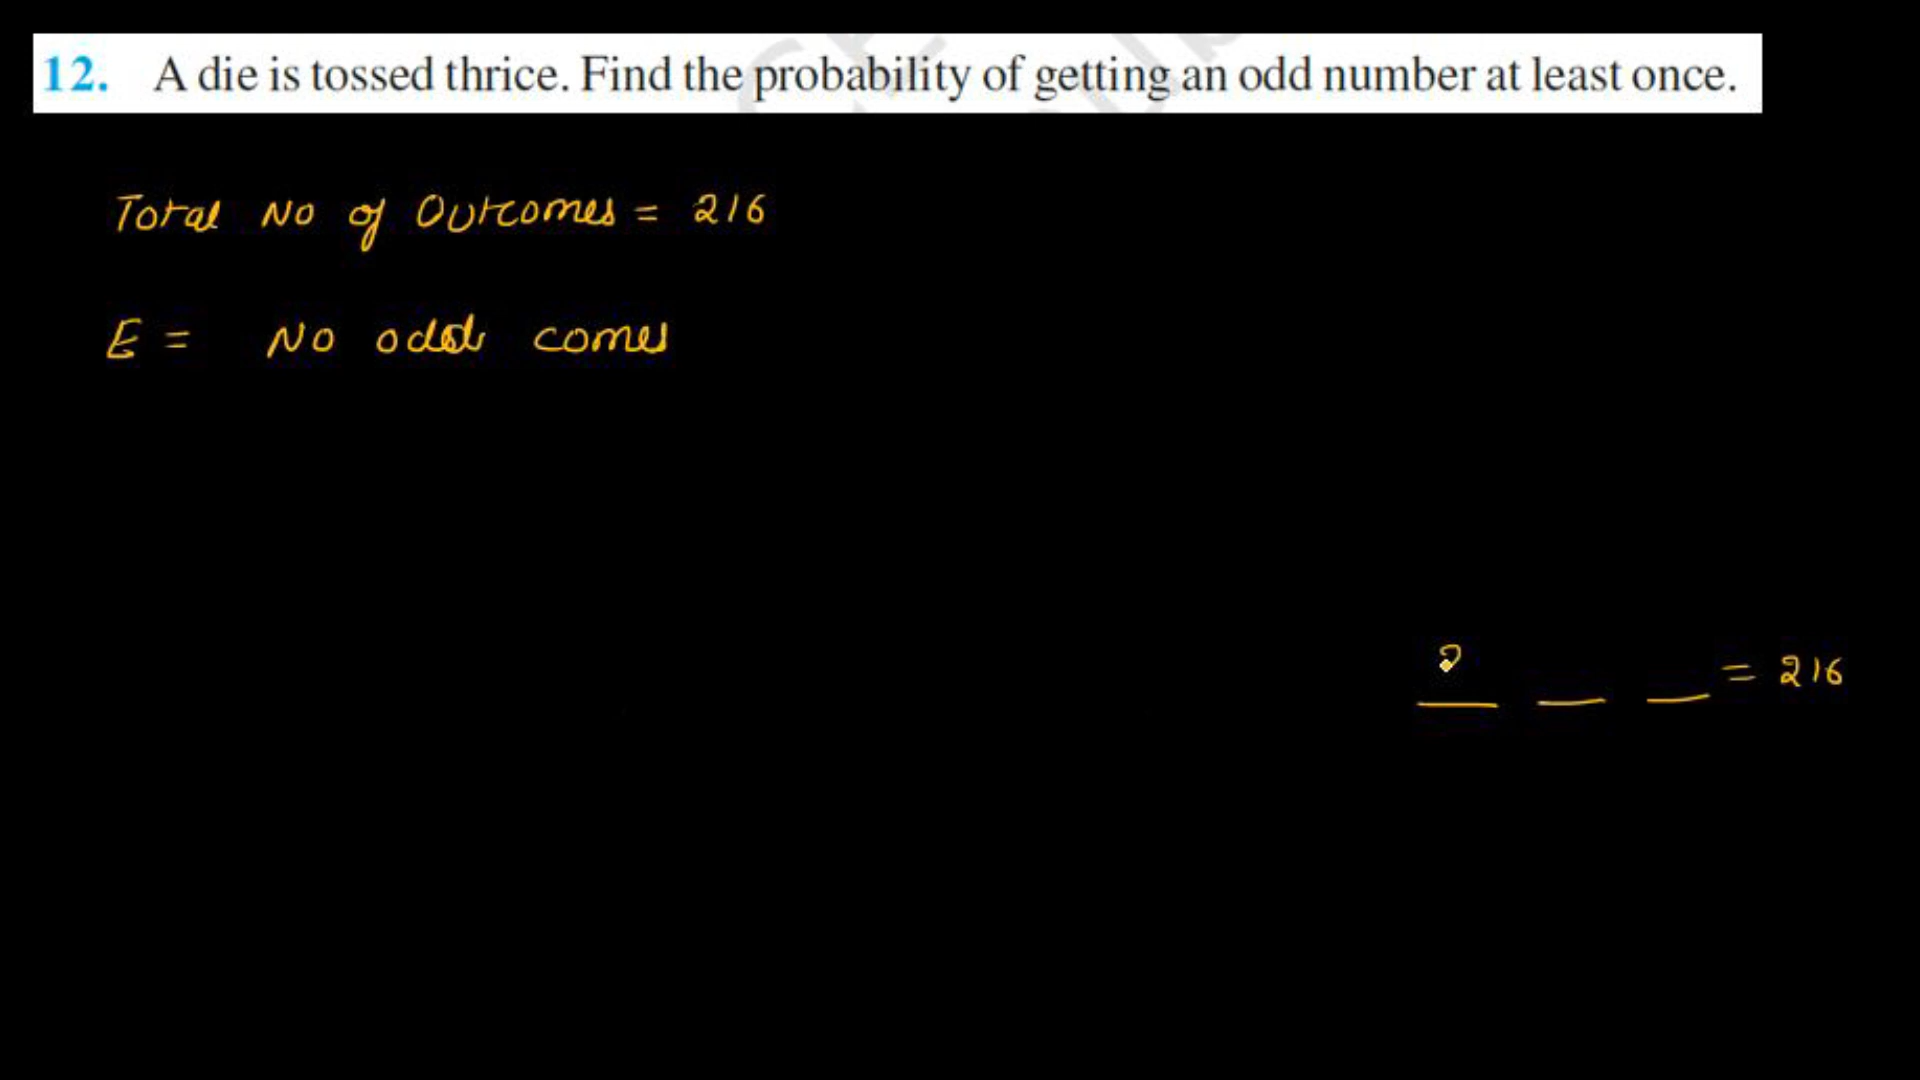 12. A die is tossed thrice. Find the probability of getting an odd number at least once.
Total No of Outcomes = 216
E = No odd comes
2
_ _ _ = 216